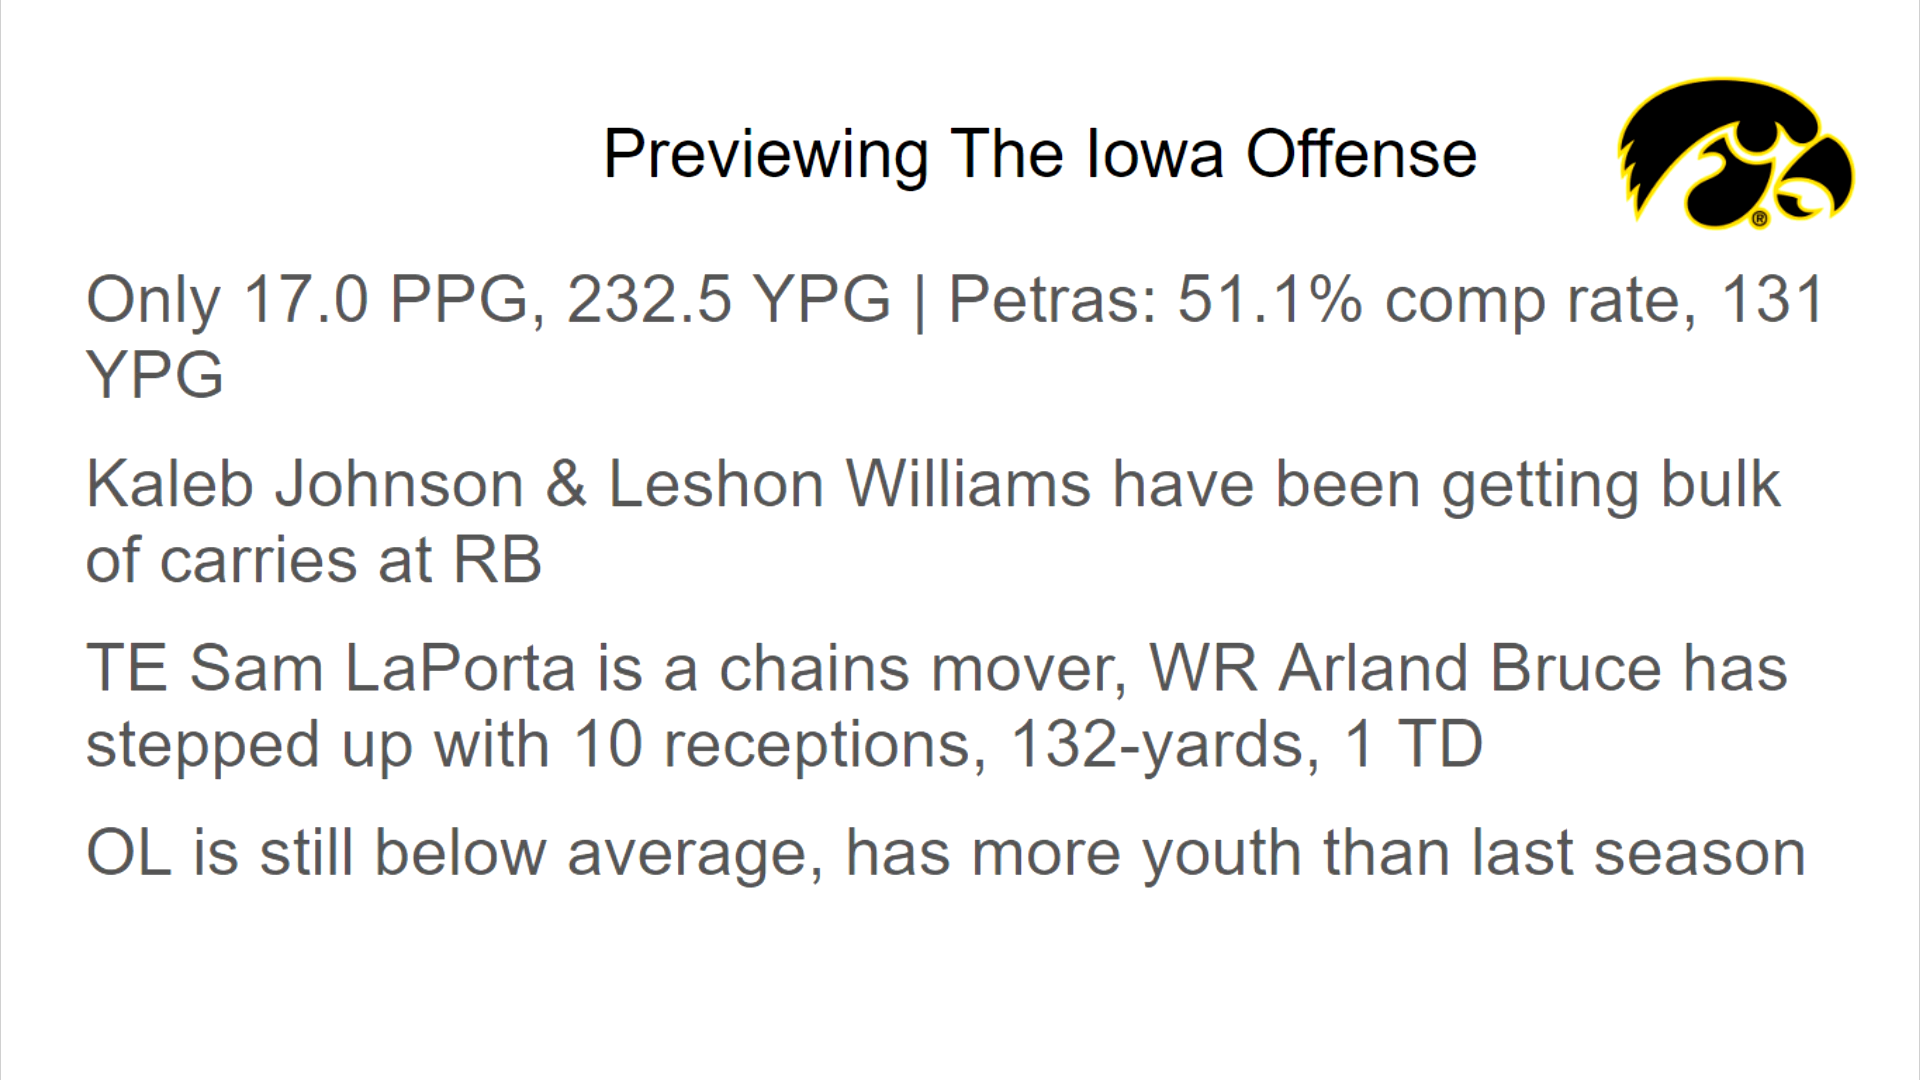 Previewing The Iowa Offense
®
Only 17.0 PPG, 232.5 YPG | Petras: 51.1% comp rate, 131
YPG
Kaleb Johnson & Leshon Williams have been getting bulk
of carries at RB
TE Sam LaPorta is a chains mover, WR Arland Bruce has
stepped up with 10 receptions, 132-yards, 1 TD
OL is still below average, has more youth than last season